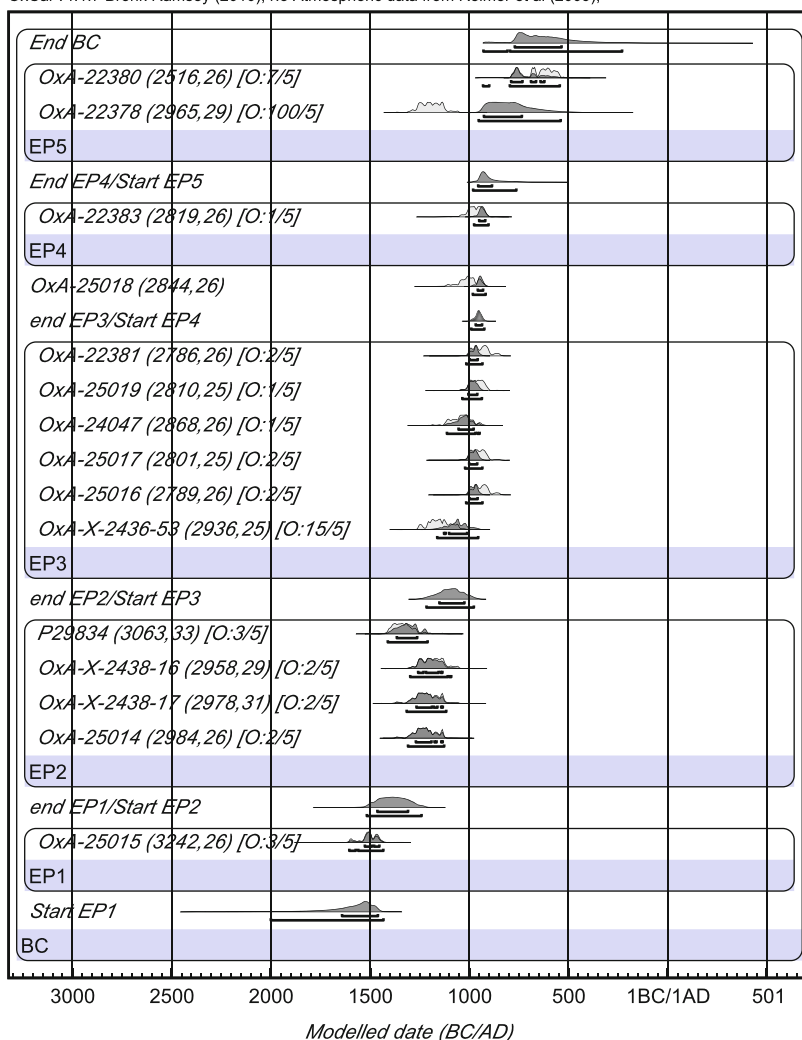 End BC
OxA-22380 (2516,26) [O:7/5]
OxA-22378 (2965,29) [O:100/5]
EP5
End EP4/Start EP5
OxA-22383 (2819,26) [O:1/5]
EP4
OxA-25018 (2844,26)
end EP3/Start EP4
OxA-22381 (2786,26) [O:2/5]
OxA-25019 (2810,25) [O:1/5]
OxA-24047 (2868,26) [O:1/5]
OxA-25017 (2801,25) [O:2/5]
OxA-25016 (2789,26) [O:2/5]
OxA-X-2436-53 (2936,25) [O:15/5]
EP3
end EP2/Start EP3
P29834 (3063,33) [O:3/5]
OxA-X-2438-16 (2958,29) [O:2/5]
OxA-X-2438-17 (2978,31) [O:2/5]
OxA-25014 (2984,26) [O:2/5]
EP2
end EP1/Start EP2
OxA-25015 (3242,26) [O:3/5]
EP1
Start EP1
BC
3000 2500 2000 1500 1000 500 1BC/1AD 501
Modelled date (BC/AD)